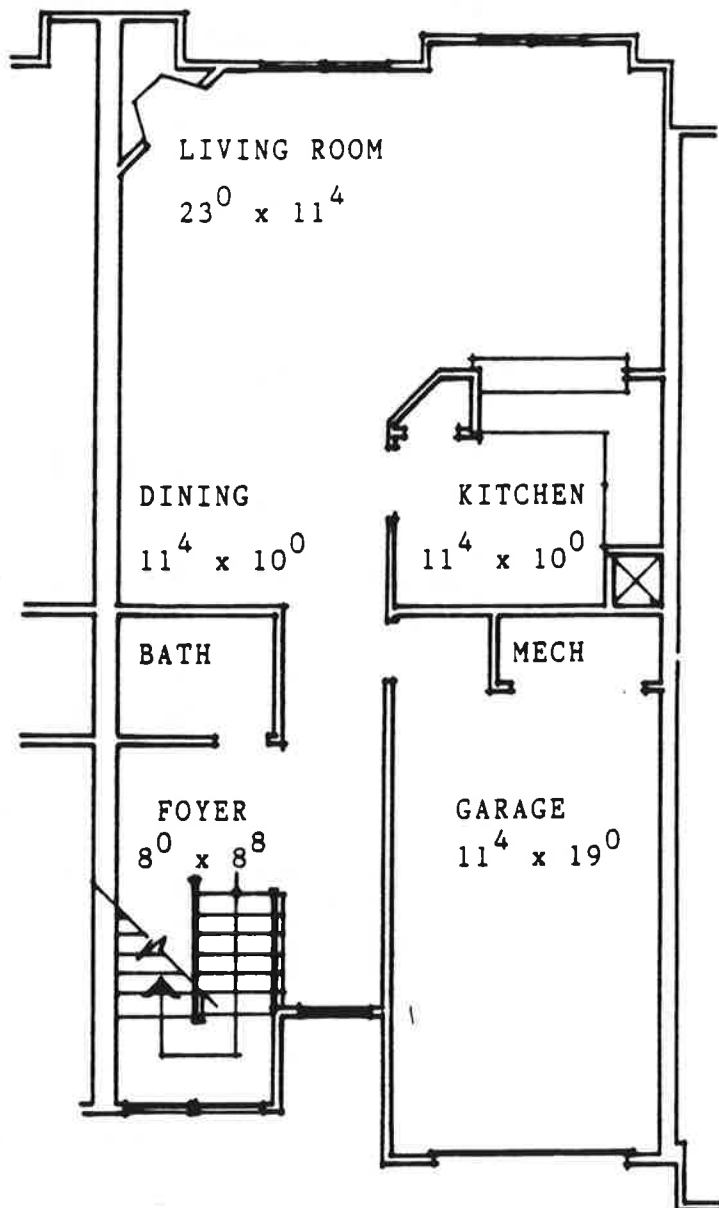 LIVING ROOM
23⁰ x 11⁴
DINING
11⁴ x 10⁰
KITCHEN
11⁴ x 10⁰
BATH
MECH
FOYER
8⁰ x 8⁸
GARAGE
11⁴ x 19⁰